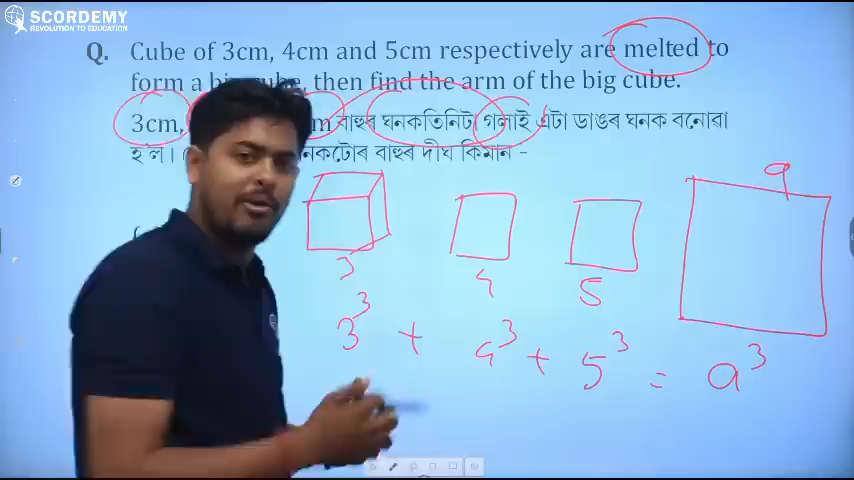 SCORDEMY
REVOLUTION TO EDUCATION
Q. Cube of 3cm, 4cm and 5cm respectively are melted to
form a big cube, then find the arm of the big cube.
3cm, বাহুৰ ঘনকতিনিটা গলাই এটা ডাঙৰ ঘনক বনোৱা
হ'ল। বাহুৰ দীঘ কিমান -
a
3 4 5
3³ + 4³ + 5³ = a³